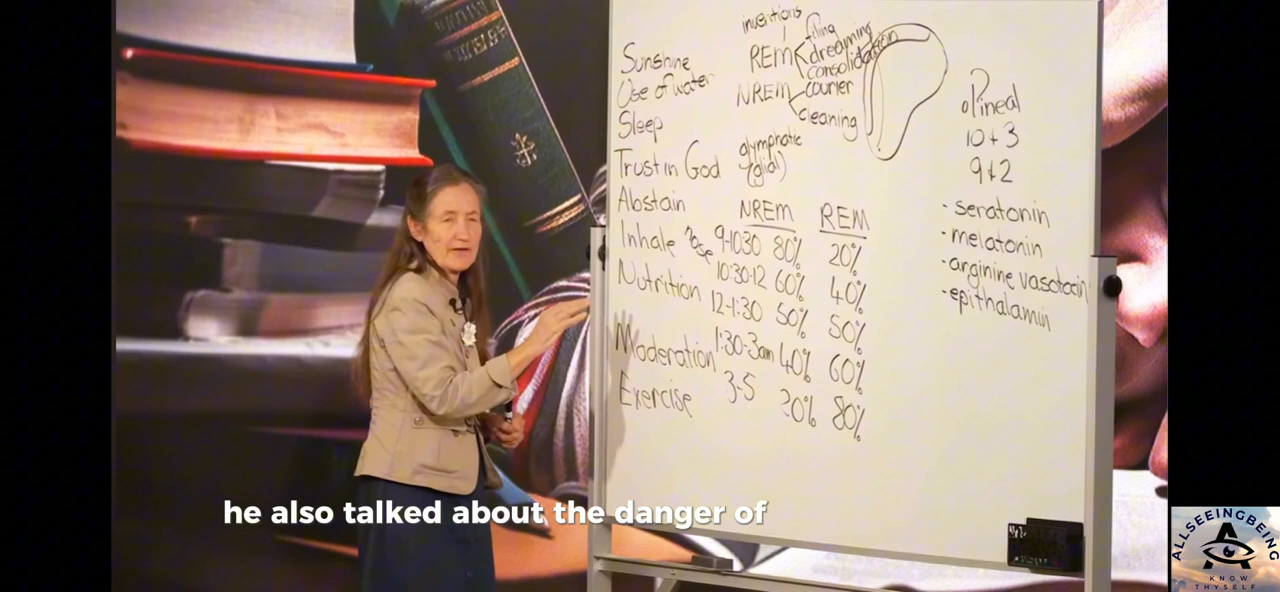 inventions
filing
REM dreaming
consolidation
NREM courier
cleaning
Sunshine
Use of water
Sleep
Trust in God
glymphatic
(glial)
Abstain
Inhale
Nutrition
Moderation
Exercise
NREM REM
9-1030 80% 20%
10:30-12 60% 40%
12-1:30 50% 50%
1:30-3am 40% 60%
3-5 20% 80%
Pineal
10+3
9+2
- seratonin
- melatonin
- arginine vasotocin
- epithalamin
he also talked about the danger of
ALLSEEINGBEING
KNOW
THYSELF